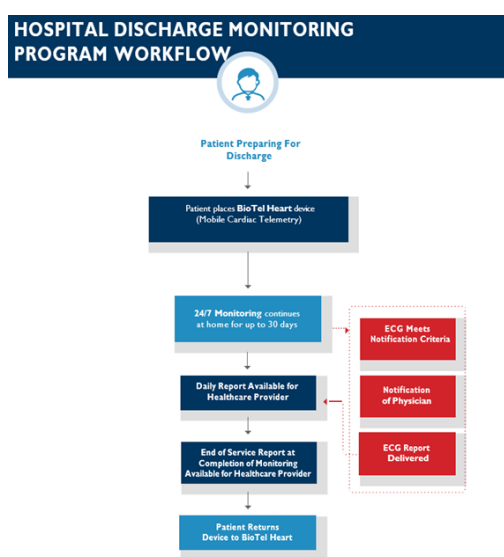 HOSPITAL DISCHARGE MONITORING
PROGRAM WORKFLOW
Patient Preparing For
Discharge
Patient places BioTel Heart device
(Mobile Cardiac Telemetry)
24/7 Monitoring continues
at home for up to 30 days
ECG Meets
Notification Criteria
Notification
of Physician
ECG Report
Delivered
Daily Report Available for
Healthcare Provider
End of Service Report at
Completion of Monitoring
Available for Healthcare Provider
Patient Returns
Device to BioTel Heart